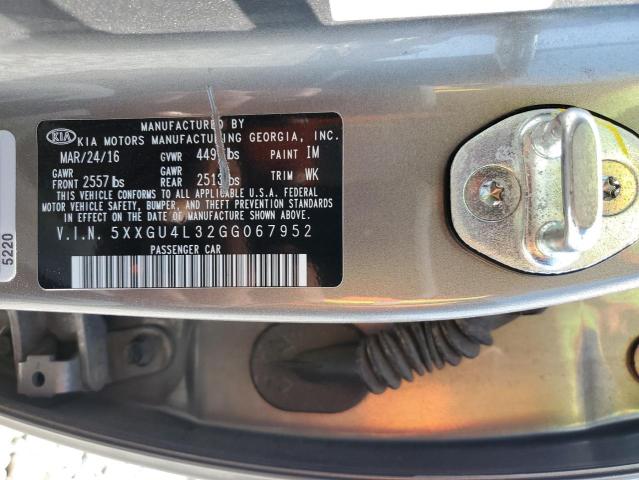 KIA
MANUFACTURED BY
KIA MOTORS MANUFACTURING GEORGIA, INC.
MAR/24/16 GVWR lbs PAINT IM
GAWR GAWR
FRONT 2557 lbs REAR 2513 lbs TRIM WK
THIS VEHICLE CONFORMS TO ALL APPLICABLE U.S.A. FEDERAL
MOTOR VEHICLE SAFETY, BUMPER, AND THEFT PREVENTION STANDARDS
IN EFFECT ON THE DATE OF MANUFACTURE SHOWN ABOVE.
V.I.N. 5XXGU4L32GG067952
PASSENGER CAR
5220